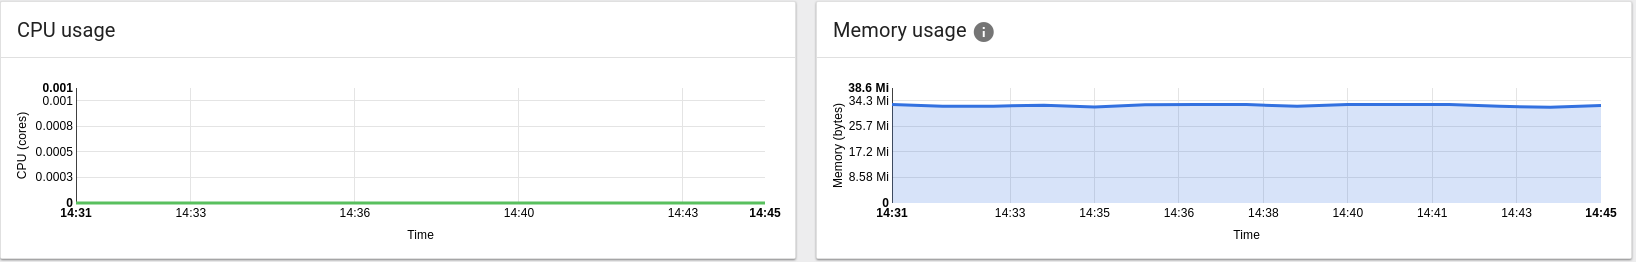 CPU usage
CPU (cores)
0.001
0.001
0.0008
0.0005
0.0003
0
14:31
14:33
14:36
14:40
14:43
14:45
Time
Memory usage i
Memory (bytes)
38.6 Mi
34.3 Mi
25.7 Mi
17.2 Mi
8.58 Mi
0
14:31
14:33
14:35
14:36
14:38
14:40
14:41
14:43
14:45
Time